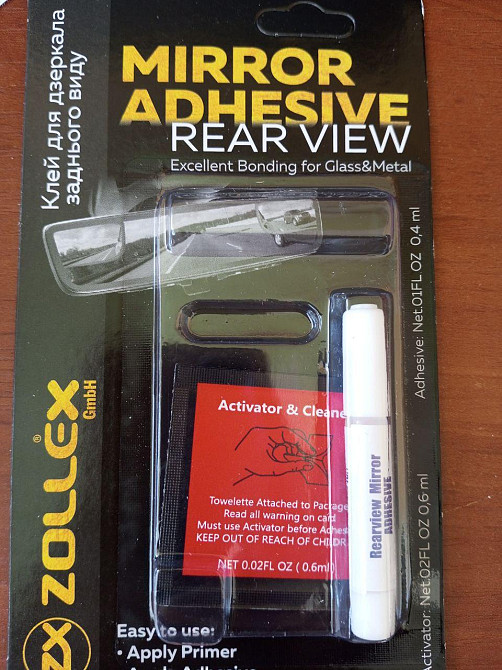 Клей для дзеркала
заднього виду
MIRROR
ADHESIVE
REAR VIEW
Excellent Bonding for Glass&Metal
Adhesive: Net.01FL.OZ 0,4 ml
Activator: Net.02FL OZ 0,6 ml
ZX ZOLLEX®
GmbH
Activator & Cleane
Towelette Attached to Package
Read all warning on card
Must use Activator before Adhes
KEEP OUT OF REACH OF CHILDR
NET 0.02FL OZ ( 0.6ml)
Rearview Mirror
ADHESIVE
Easy to use:
• Apply Primer
• Apply Adhesive